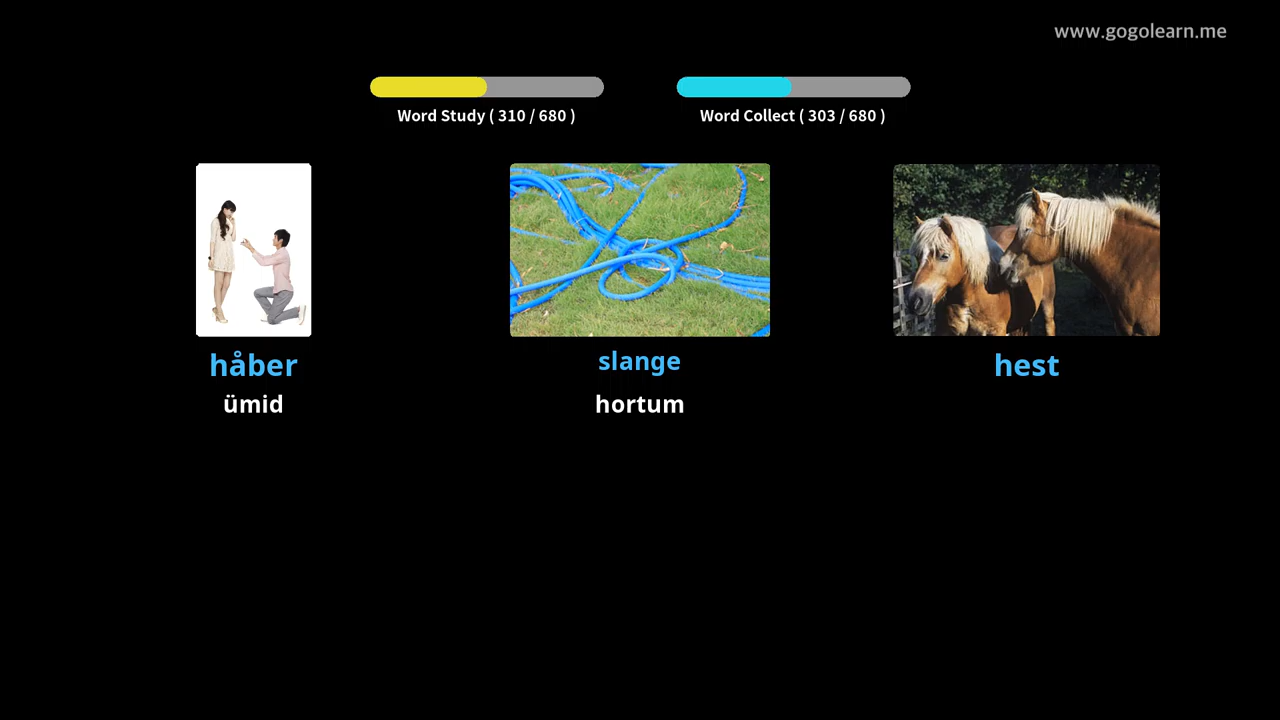 www.gogolearn.me
Word Study ( 310 / 680 )
Word Collect ( 303 / 680 )
håber
slange
hest
ümid
hortum